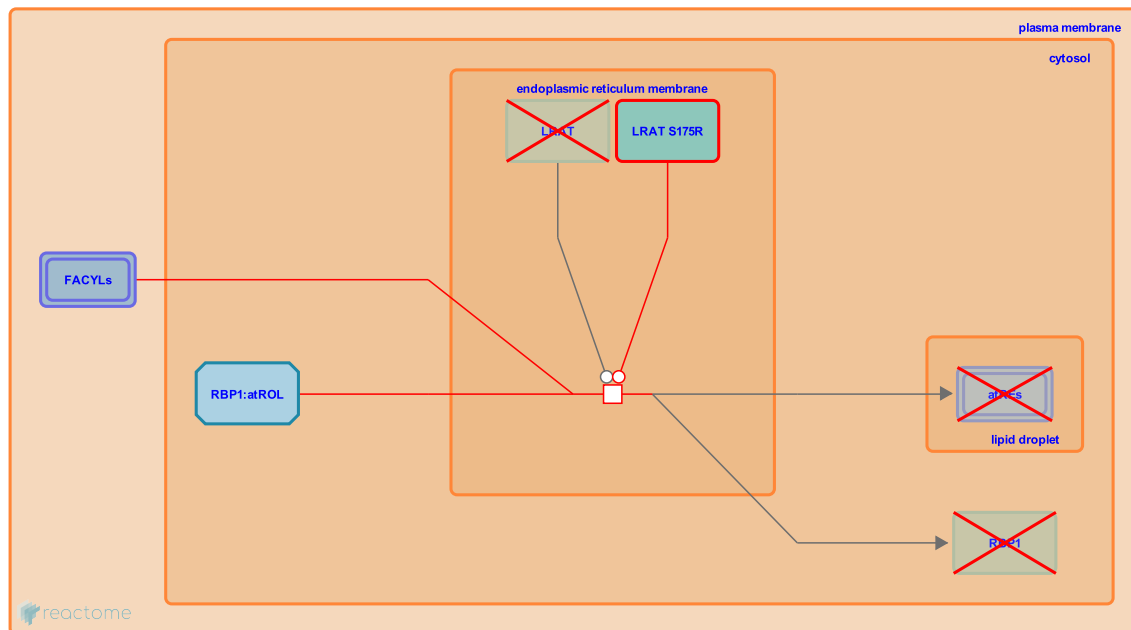 plasma membrane
cytosol
endoplasmic reticulum membrane
LRAT
LRAT S175R
FACYLs
RBP1:atROL
atREs
lipid droplet
RBP1
reactome